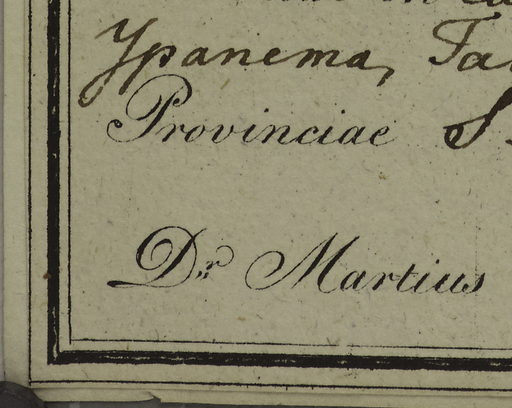 Ypanema,
Provinciae S.
Dr. Martius